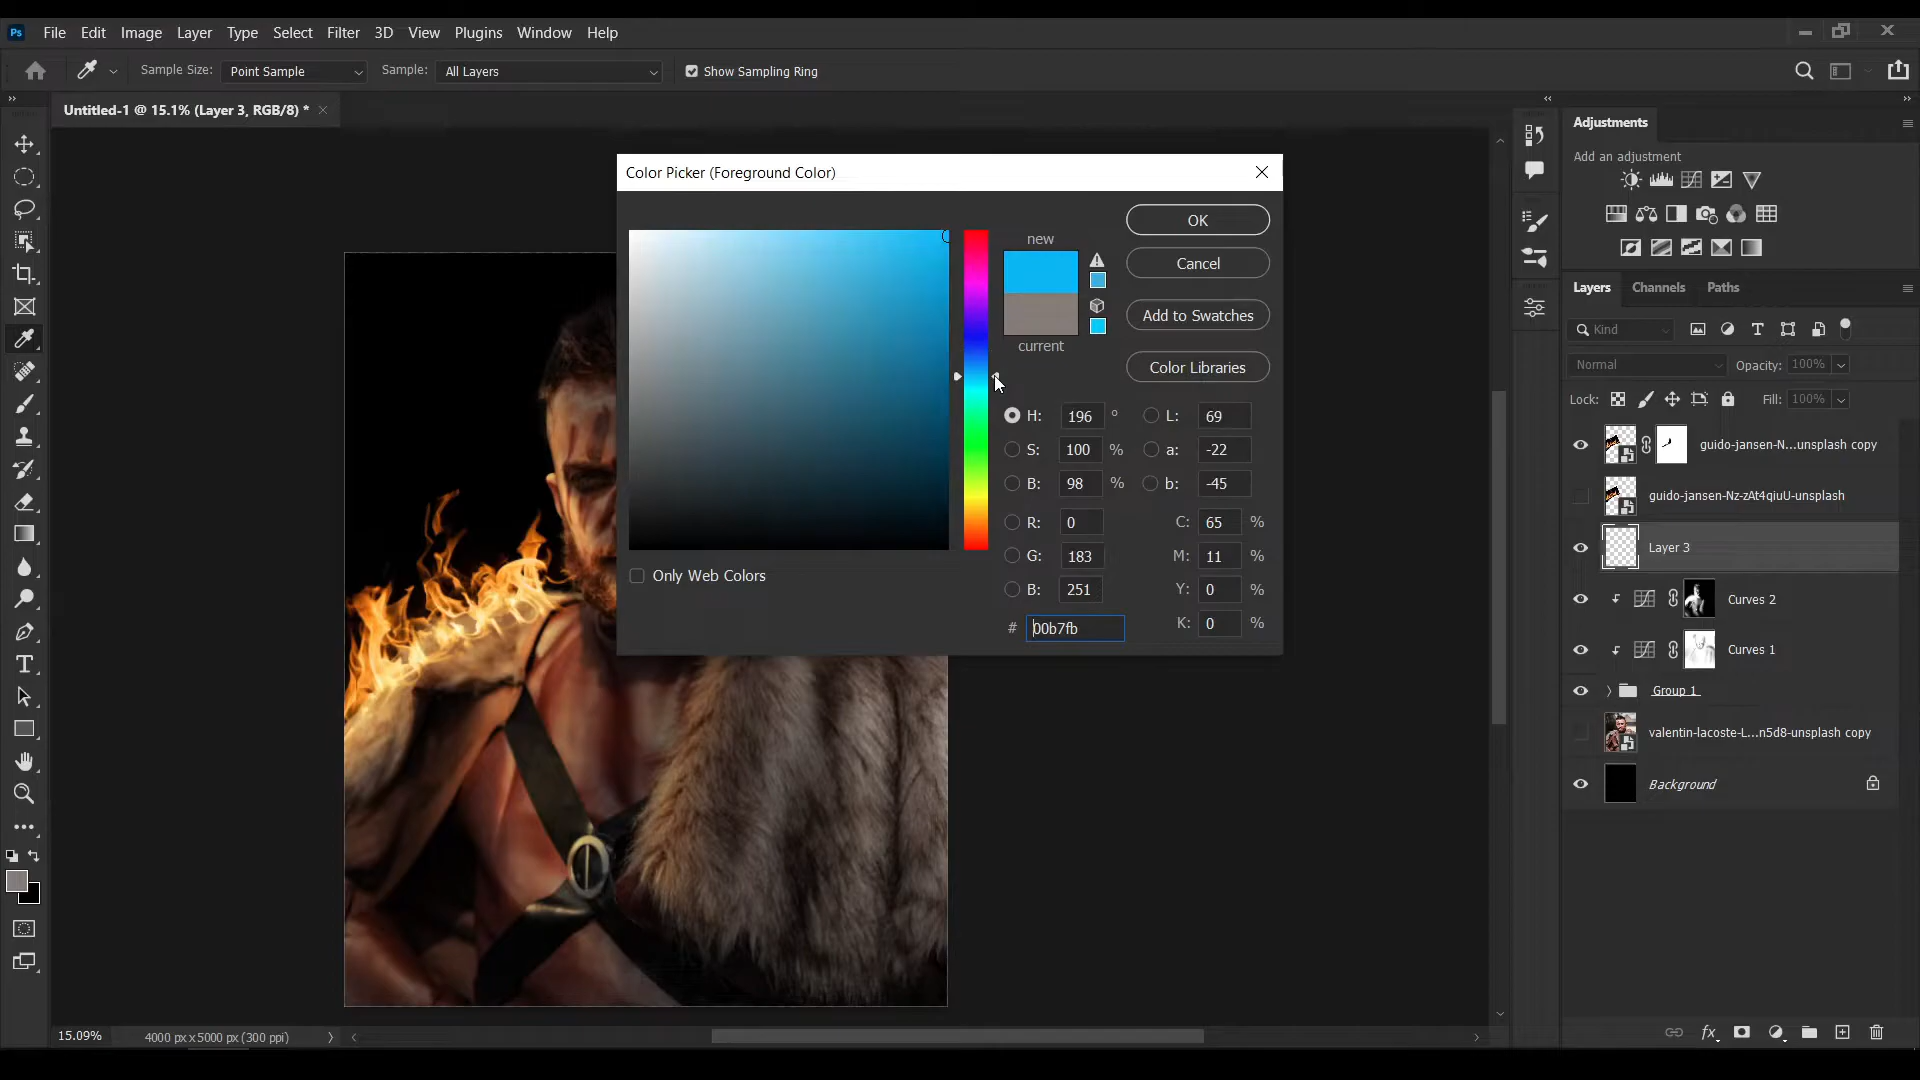 Ps File Edit Image Layer Type Select Filter 3D View Plugins Window Help
Sample Size: Point Sample Sample: All Layers Show Sampling Ring
Untitled-1 @ 15.1% (Layer 3, RGB/8) *
Color Picker (Foreground Color)
new
current
OK
Cancel
Add to Swatches
Color Libraries
H: 196 ° L: 69
S: 100 % a: -22
B: 98 % b: -45
R: 0 C: 65 %
G: 183 M: 11 %
B: 251 Y: 0 %
# 00b7fb K: 0 %
Only Web Colors
Adjustments
Add an adjustment
Layers Channels Paths
Kind
Normal Opacity: 100%
Lock: Fill: 100%
guido-jansen-N...unsplash copy
guido-jansen-Nz-zAt4qiuU-unsplash
Layer 3
Curves 2
Curves 1
Group 1
valentin-lacoste-L...n5d8-unsplash copy
Background
15.09% 4000 px x 5000 px (300 ppi)